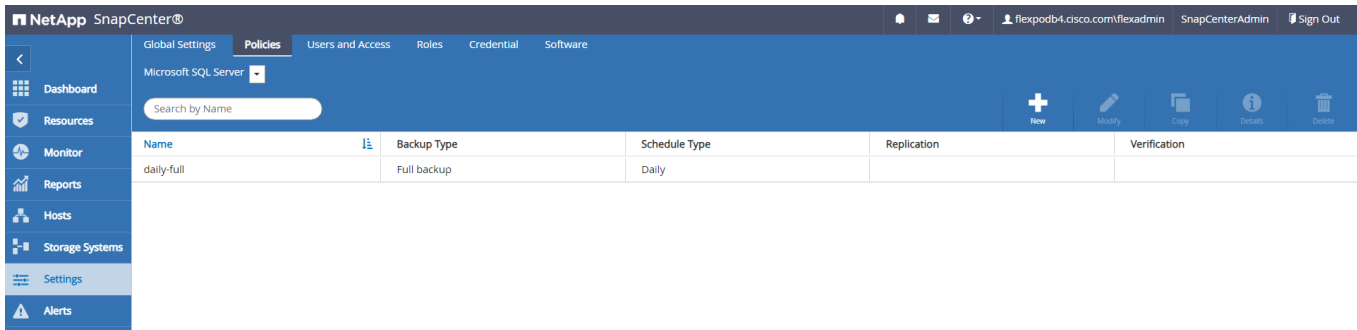 NetApp SnapCenter® flexpodb4.cisco.com\flexadmin SnapCenterAdmin Sign Out
Global Settings Policies Users and Access Roles Credential Software
Microsoft SQL Server
Dashboard
Search by Name
New Modify Copy Details Delete
Resources
Name Backup Type Schedule Type Replication Verification
Monitor
daily-full Full backup Daily
Reports
Hosts
Storage Systems
Settings
Alerts